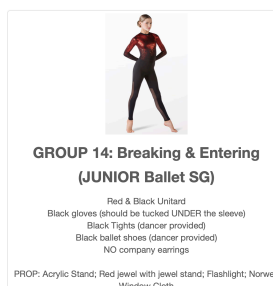 GROUP 14: Breaking & Entering
(JUNIOR Ballet SG)
Red & Black Unitard
Black gloves (should be tucked UNDER the sleeve)
Black Tights (dancer provided)
Black ballet shoes (dancer provided)
NO company earrings
PROP: Acrylic Stand; Red jewel with jewel stand; Flashlight;
Window Cloth